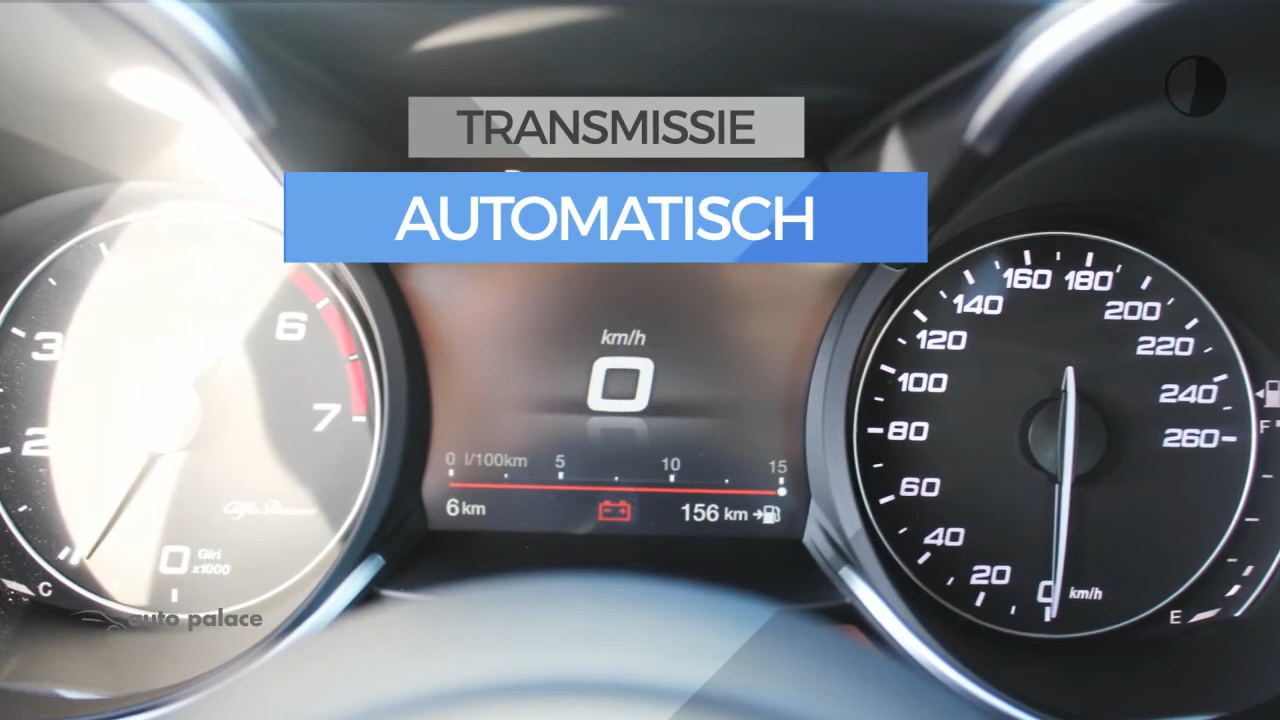 TRANSMISSIE
AUTOMATISCH
160 180
140 200
120 220
100 240
80 260
60
40
20
0 km/h
km/h
0
0 l/100km 5 10 15
6 km 156 km
6
7
3
2
Alfa Romeo
0 Giri x1000
C
F
E
auto palace